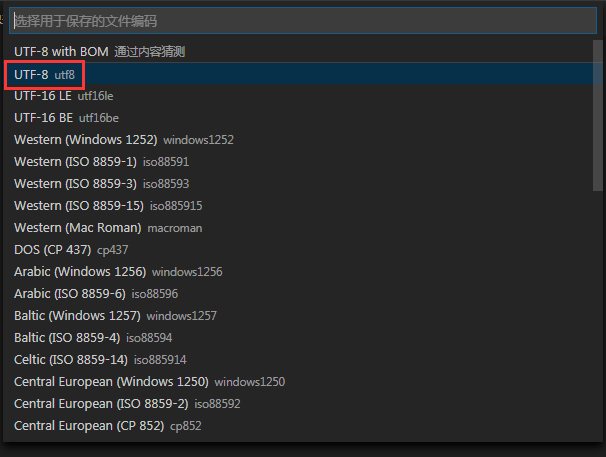 选择用于保存的文件编码
UTF-8 with BOM 通过内容猜测
UTF-8 utf8
UTF-16 LE utf16le
UTF-16 BE utf16be
Western (Windows 1252) windows1252
Western (ISO 8859-1) iso88591
Western (ISO 8859-3) iso88593
Western (ISO 8859-15) iso885915
Western (Mac Roman) macroman
DOS (CP 437) cp437
Arabic (Windows 1256) windows1256
Arabic (ISO 8859-6) iso88596
Baltic (Windows 1257) windows1257
Baltic (ISO 8859-4) iso88594
Celtic (ISO 8859-14) iso885914
Central European (Windows 1250) windows1250
Central European (ISO 8859-2) iso88592
Central European (CP 852) cp852